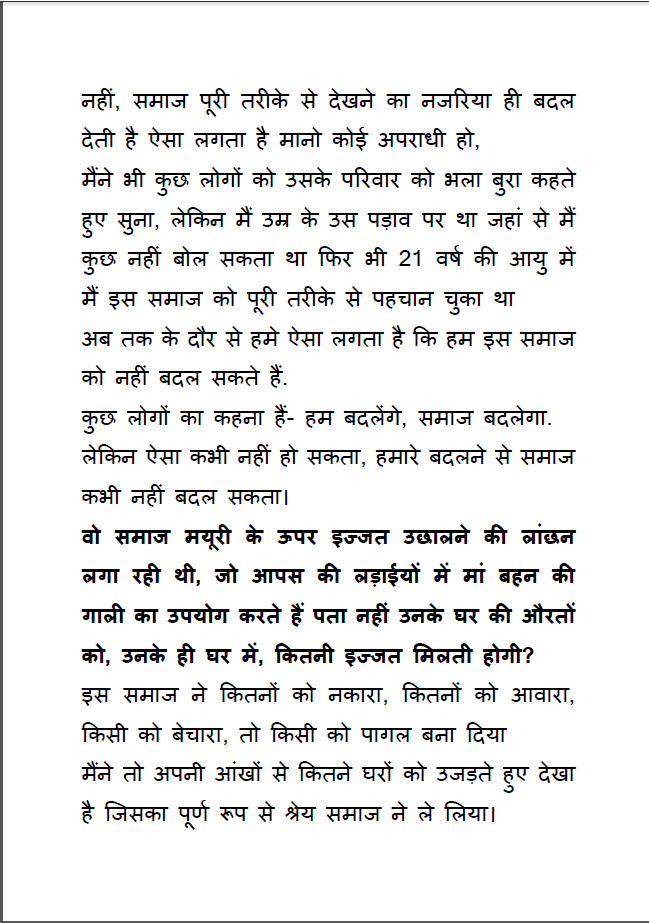 नहीं, समाज पूरी तरीके से देखने का नजरिया ही बदल
देती है ऐसा लगता है मानो कोई अपराधी हो,
मैंने भी कुछ लोगों को उसके परिवार को भला बुरा कहते
हुए सुना, लेकिन मैं उम्र के उस पड़ाव पर था जहां से मैं
कुछ नहीं बोल सकता था फिर भी 21 वर्ष की आयु में
मैं इस समाज को पूरी तरीके से पहचान चुका था
अब तक के दौर से हमे ऐसा लगता है कि हम इस समाज
को नहीं बदल सकते हैं.
कुछ लोगों का कहना हैं- हम बदलेंगे, समाज बदलेगा.
लेकिन ऐसा कभी नहीं हो सकता, हमारे बदलने से समाज
कभी नहीं बदल सकता।
वो समाज मयूरी के ऊपर इज्जत उछालने की लांछन
लगा रही थी, जो आपस की लड़ाईयों में मां बहन की
गाली का उपयोग करते हैं पता नहीं उनके घर की औरतों
को, उनके ही घर में, कितनी इज्जत मिलती होगी?
इस समाज ने कितनों को नकारा, कितनों को आवारा,
किसी को बेचारा, तो किसी को पागल बना दिया
मैंने तो अपनी आंखों से कितने घरों को उजड़ते हुए देखा
है जिसका पूर्ण रूप से श्रेय समाज ने ले लिया।